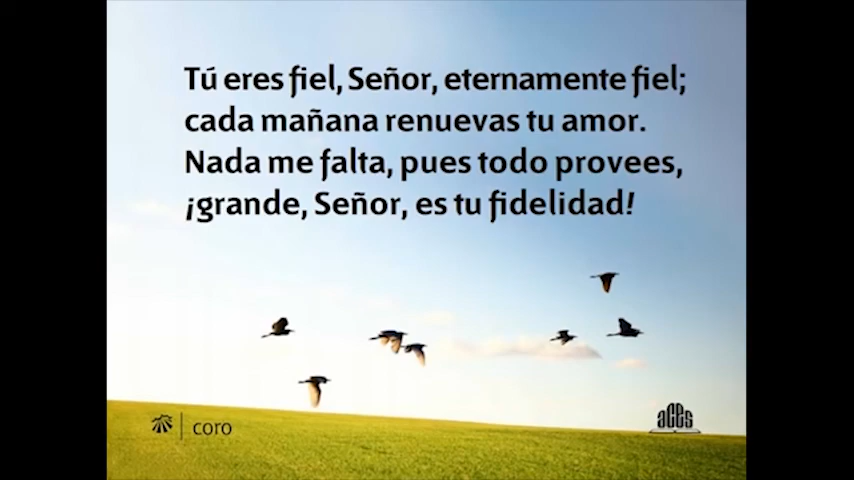 Tú eres fiel, Señor, eternamente fiel;
cada mañana renuevas tu amor.
Nada me falta, pues todo provees,
¡grande, Señor, es tu fidelidad!
coro
aces